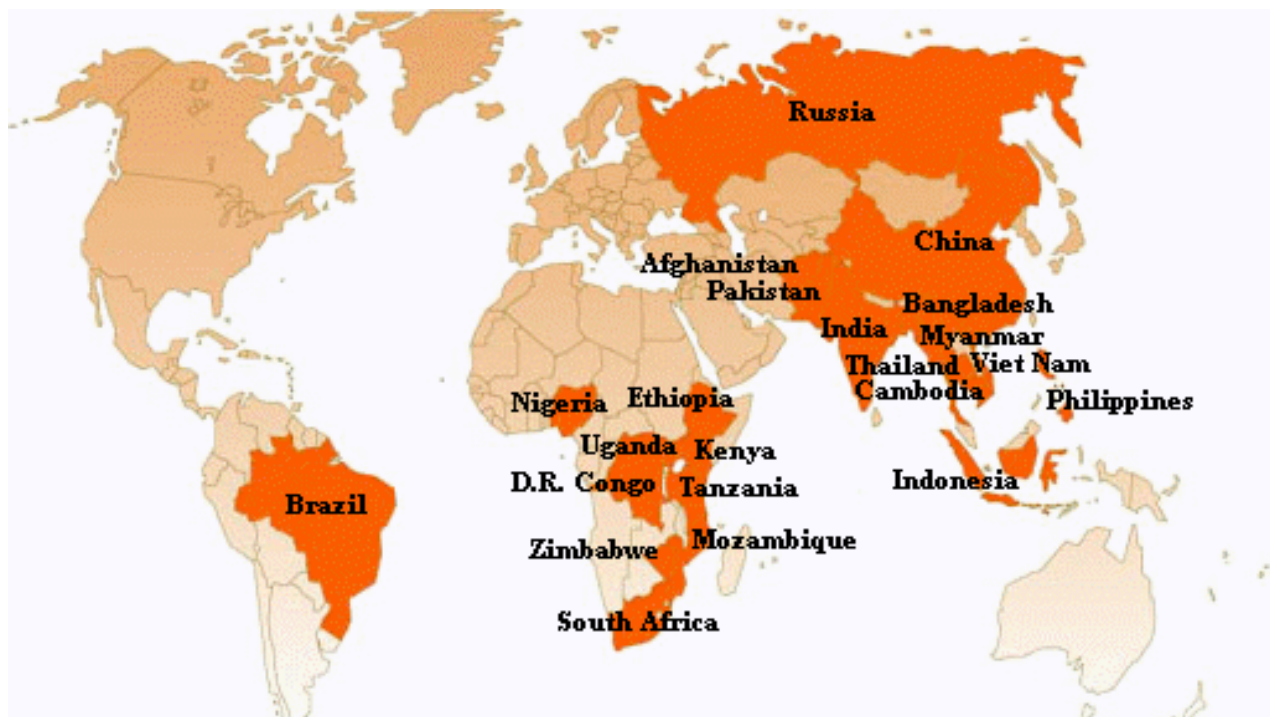 Russia
China
Afghanistan
Pakistan
Bangladesh
India
Myanmar
Thailand
Viet Nam
Cambodia
Philippines
Nigeria
Ethiopia
Uganda
Kenya
D.R. Congo
Tanzania
Indonesia
Brazil
Zimbabwe
Mozambique
South Africa